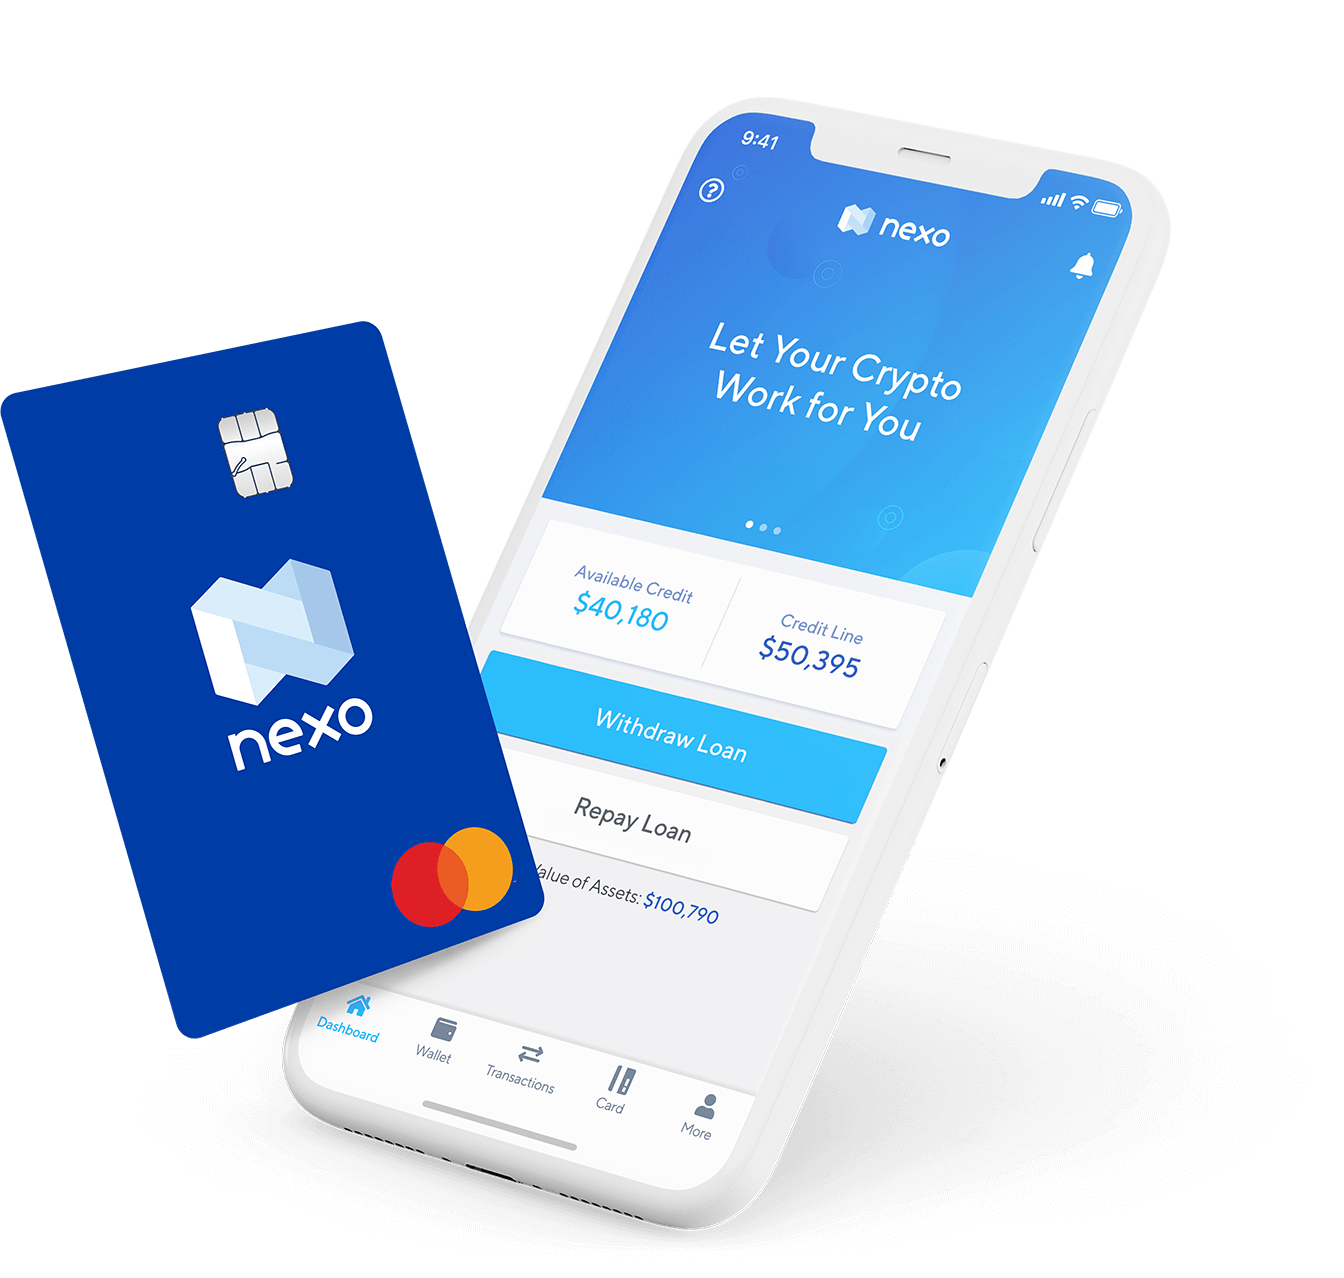 9:41
nexo
Let Your Crypto
Work for You
Available Credit
$40,180
Credit Line
$50,395
Withdraw Loan
Repay Loan
Value of Assets: $100,790
Dashboard
Wallet
Transactions
Card
More
nexo